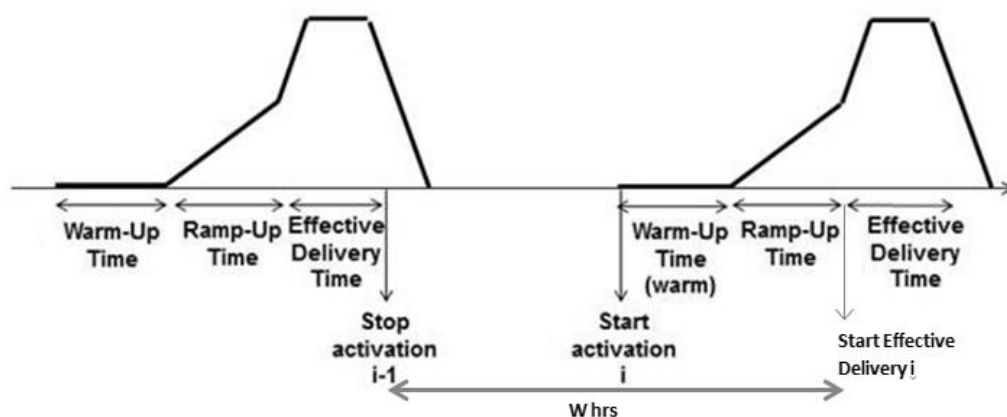 Warm-Up
Time
Ramp-Up
Time
Effective
Delivery
Time
Stop
activation
i-1
Warm-Up
Time
(warm)
Ramp-Up
Time
Effective
Delivery
Time
Start
activation
i
Start Effective
Delivery i
W hrs